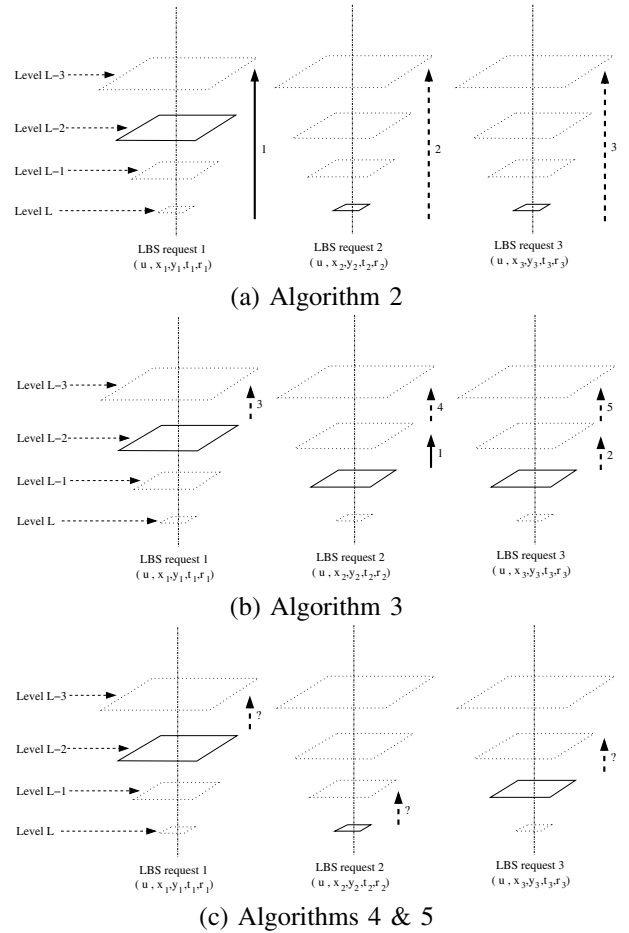 Level L−3
Level L−2
Level L−1
Level L
1
2
3
LBS request 1
( u , x1,y1,t1,r1)
LBS request 2
( u , x2,y2,t2,r2)
LBS request 3
( u , x3,y3,t3,r3)
(a) Algorithm 2
Level L−3
Level L−2
Level L−1
Level L
3
4
1
5
2
LBS request 1
( u , x1,y1,t1,r1)
LBS request 2
( u , x2,y2,t2,r2)
LBS request 3
( u , x3,y3,t3,r3)
(b) Algorithm 3
Level L−3
Level L−2
Level L−1
Level L
?
?
?
LBS request 1
( u , x1,y1,t1,r1)
LBS request 2
( u , x2,y2,t2,r2)
LBS request 3
( u , x3,y3,t3,r3)
(c) Algorithms 4 & 5